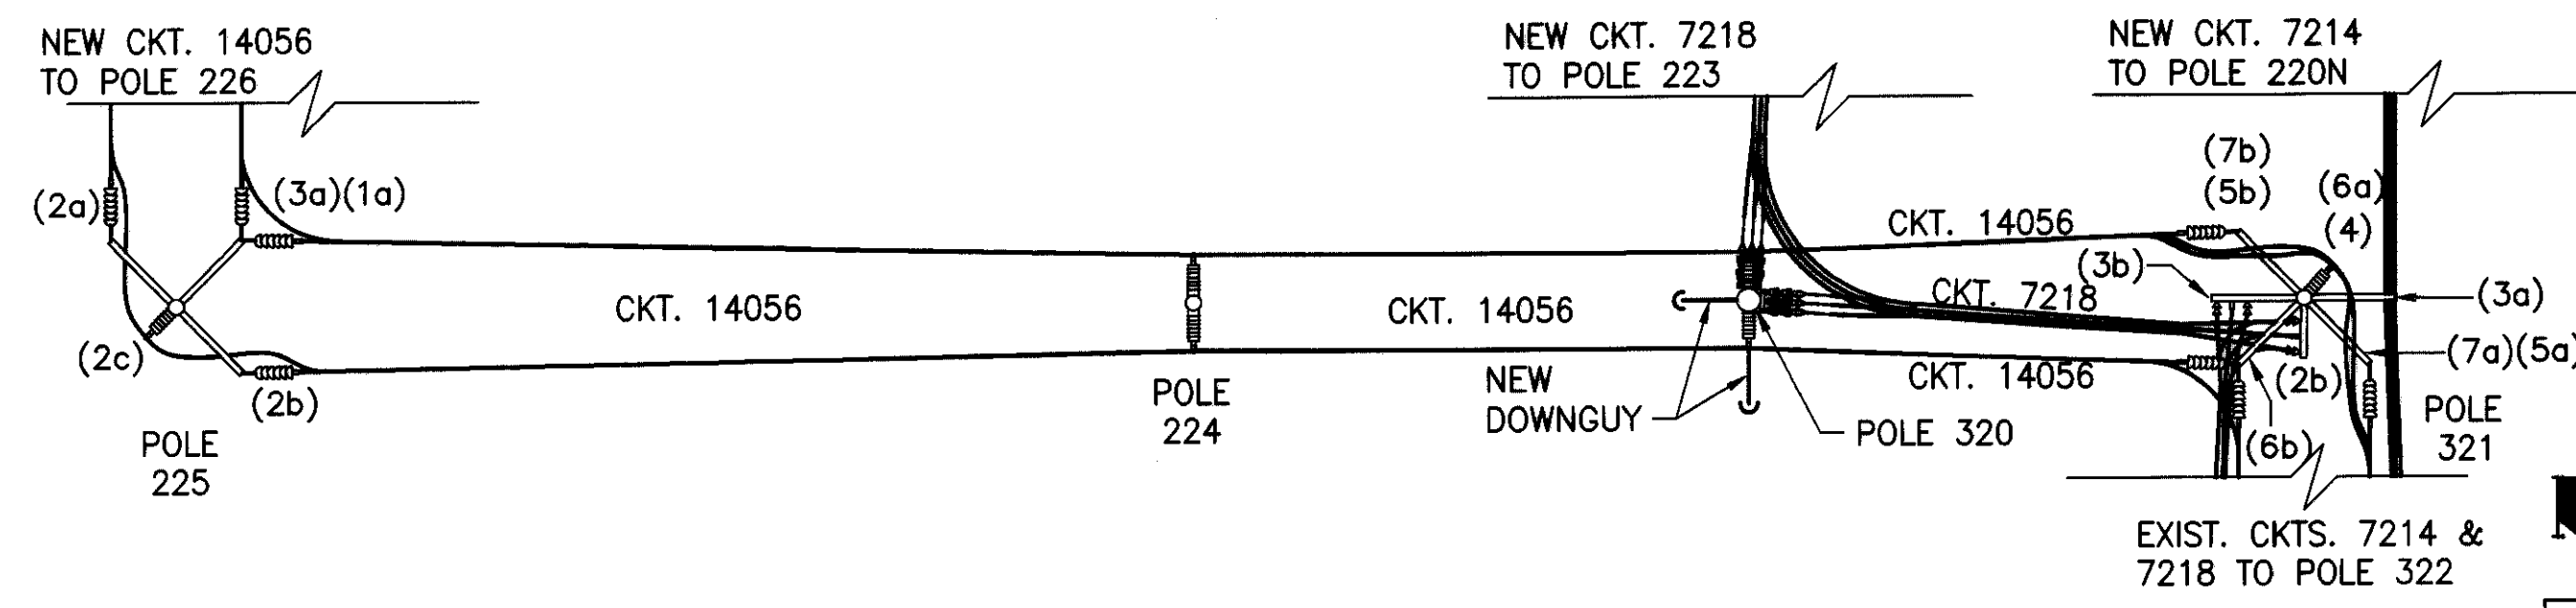 NEW CKT. 14056
TO POLE 226
NEW CKT. 7218
TO POLE 223
NEW CKT. 7214
TO POLE 220N
(2a)
(3a)(1a)
(7b)
(5b)
(6a)
(4)
CKT. 14056
(3b)
CKT. 7218
(3a)
CKT. 14056
CKT. 14056
(2c)
(2b)
(7a)(5a)
(2b)
CKT. 14056
NEW
DOWNGUY
POLE 320
(6b)
POLE
224
POLE
225
POLE
321
EXIST. CKTS. 7214 &
7218 TO POLE 322